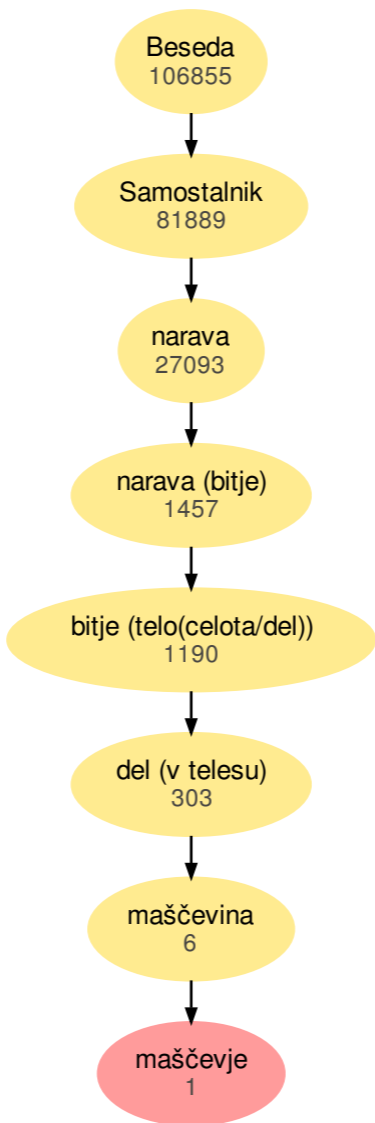 Beseda
106855
Samostalnik
81889
narava
27093
narava (bitje)
1457
bitje (telo(celota/del))
1190
del (v telesu)
303
maščevina
6
maščevje
1